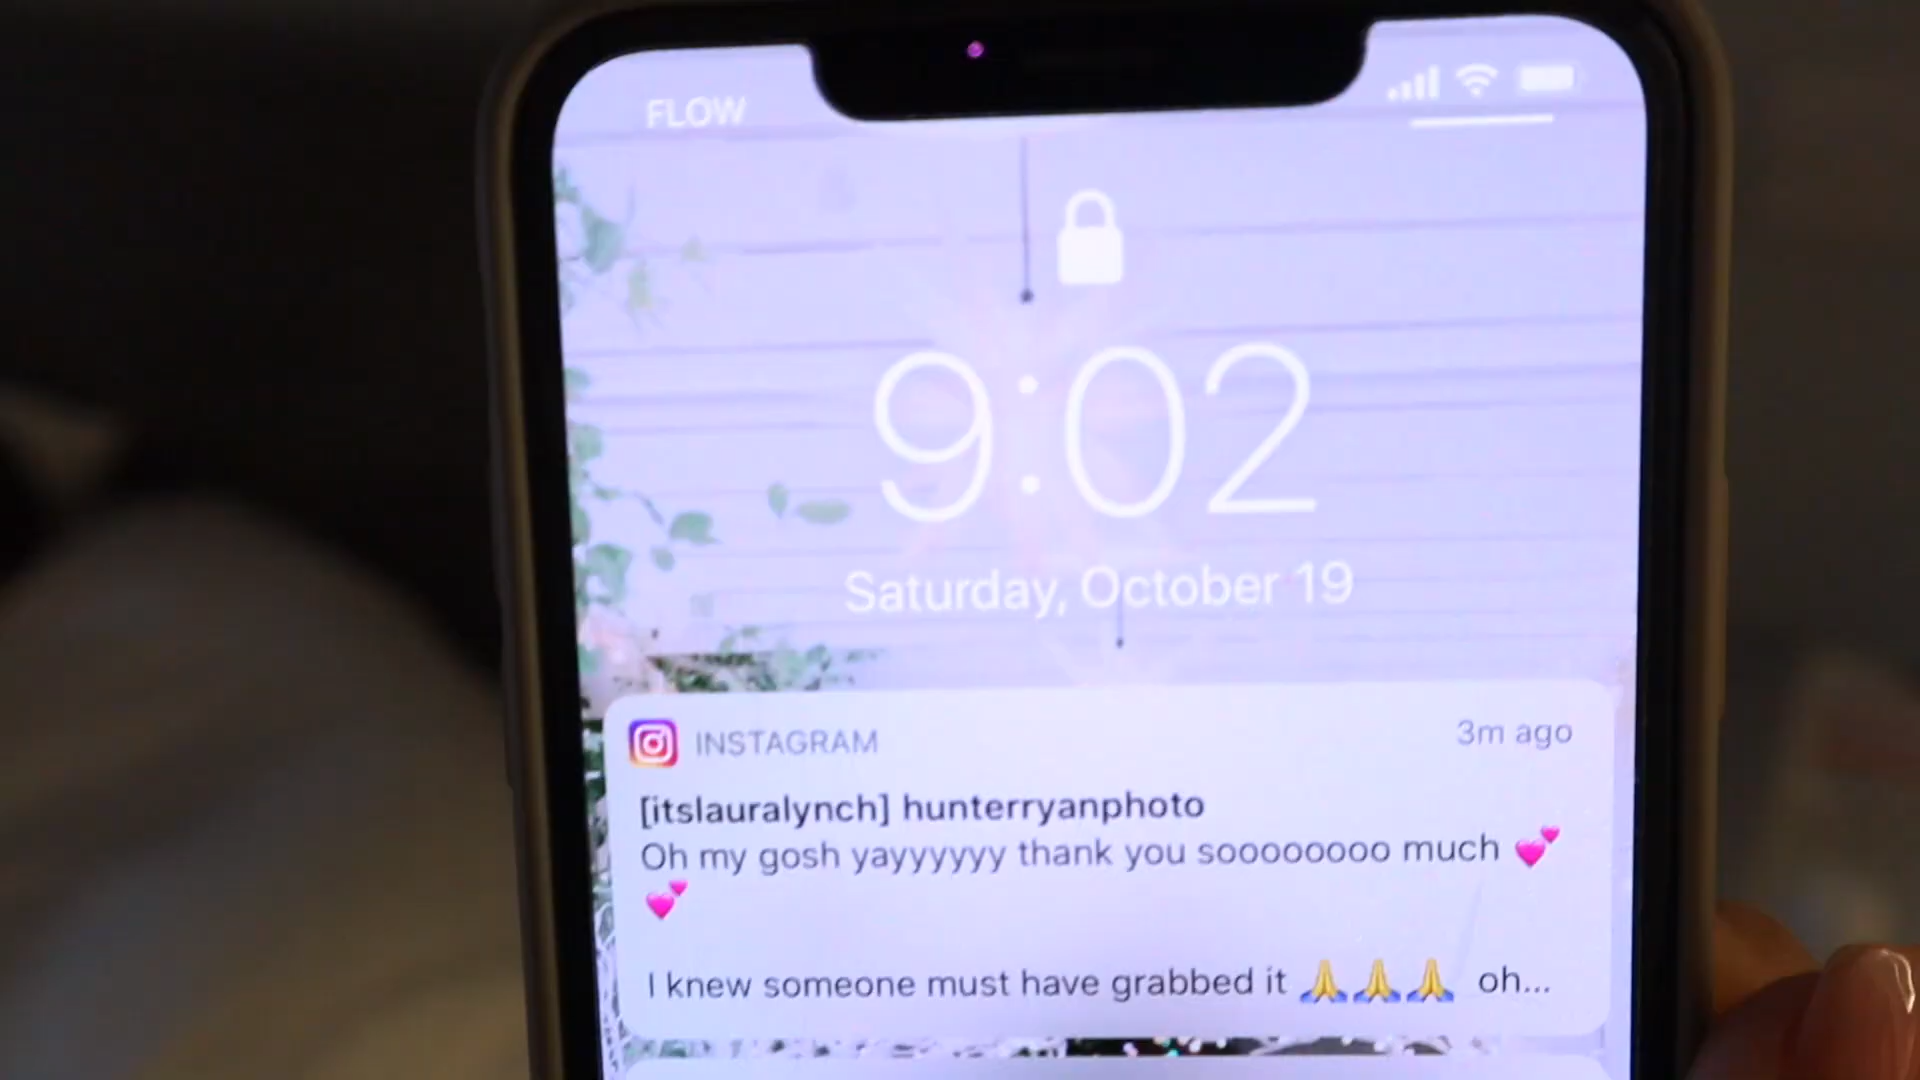 FLOW
9:02
Saturday, October 19
INSTAGRAM 3m ago
[itslauralynch] hunterryanphoto
Oh my gosh yayyyyyy thank you soooooooo much 💕
💕
I knew someone must have grabbed it 🙏🙏🙏 oh...